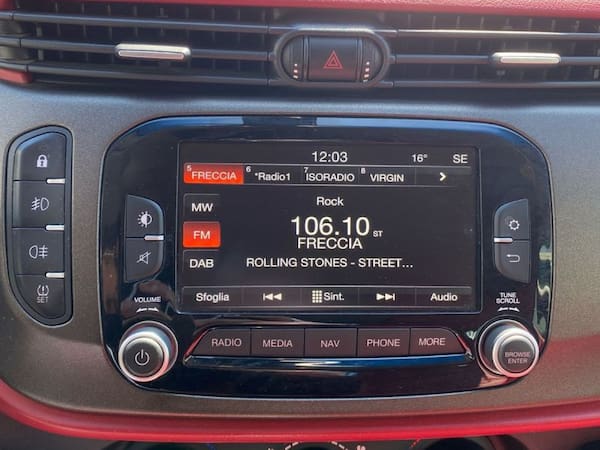 12:03 16° SE
5 FRECCIA 6 *Radio1 7 ISORADIO 8 VIRGIN >
MW
Rock
FM
106.10 ST
FRECCIA
DAB
ROLLING STONES - STREET...
Sfoglia Sint. Audio
SET
VOLUME
TUNE
SCROLL
RADIO MEDIA NAV PHONE MORE
BROWSE
ENTER